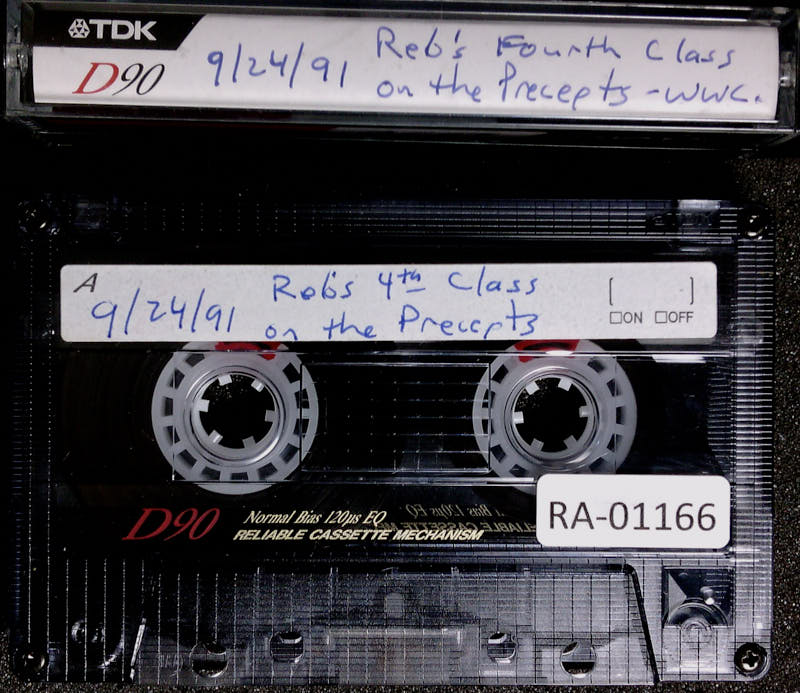 TDK
D90
9/24/91 Reb's Fourth Class
on the Precepts - WWC.
A
9/24/91 Reb's 4th Class
on the Precepts
[ ]
ON OFF
D90
Normal Bias 120µs EQ
RELIABLE CASSETTE MECHANISM
RA-01166